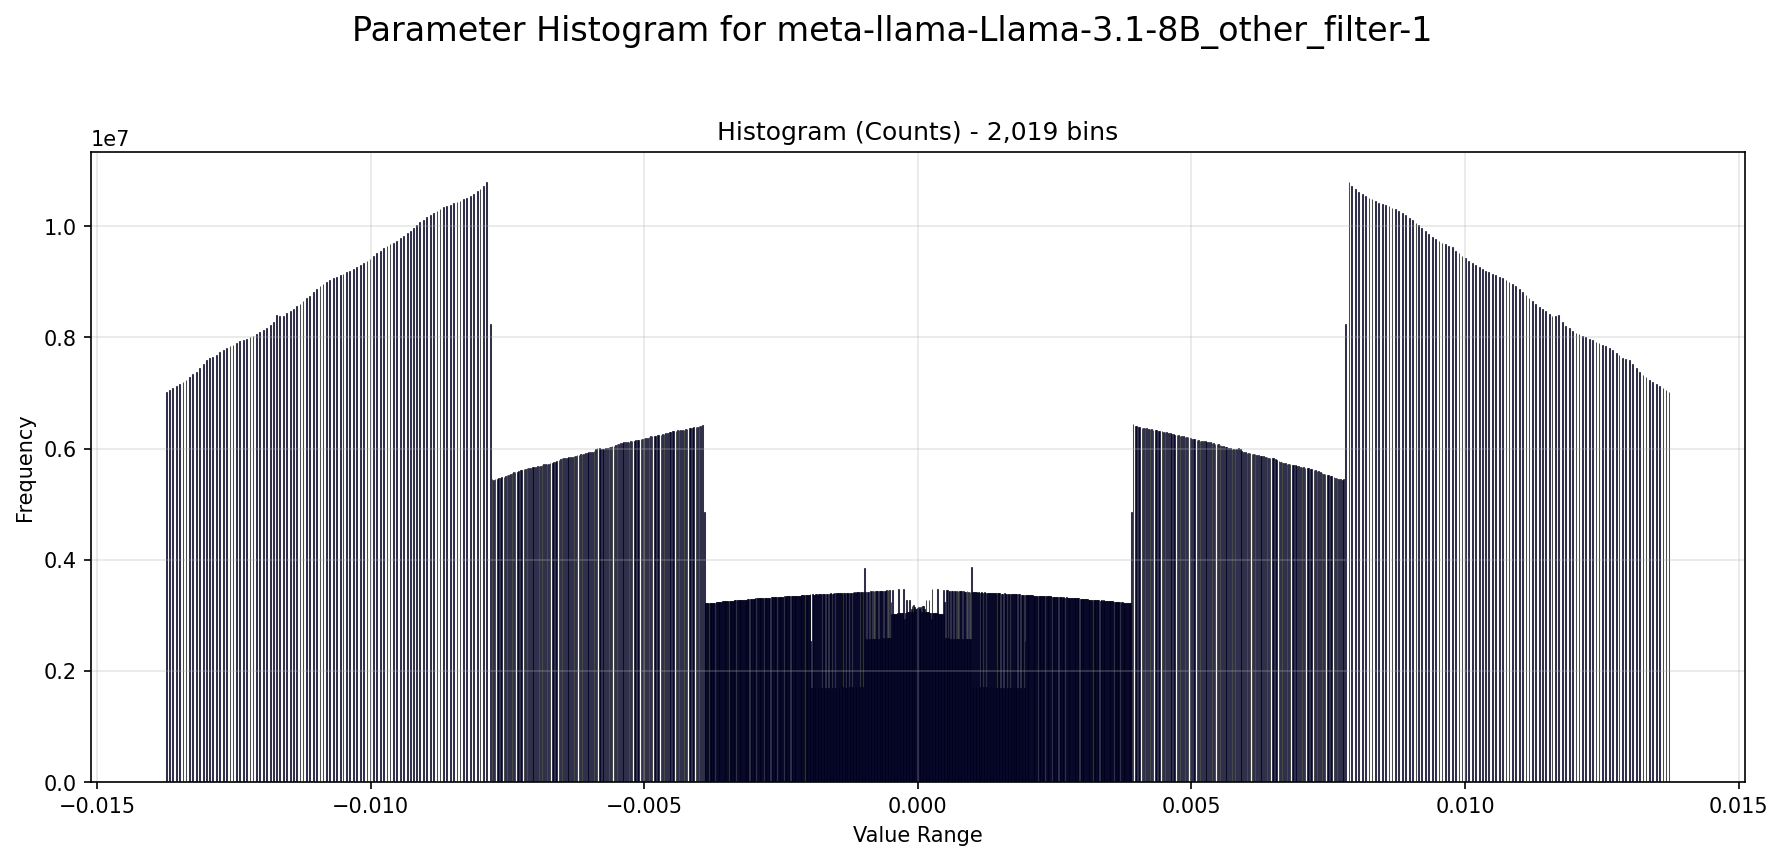 Parameter Histogram for meta-llama-Llama-3.1-8B_other_filter-1
Histogram (Counts) - 2,019 bins
1e7
1.0
0.8
0.6
0.4
0.2
0.0
Frequency
−0.015
−0.010
−0.005
0.000
0.005
0.010
0.015
Value Range